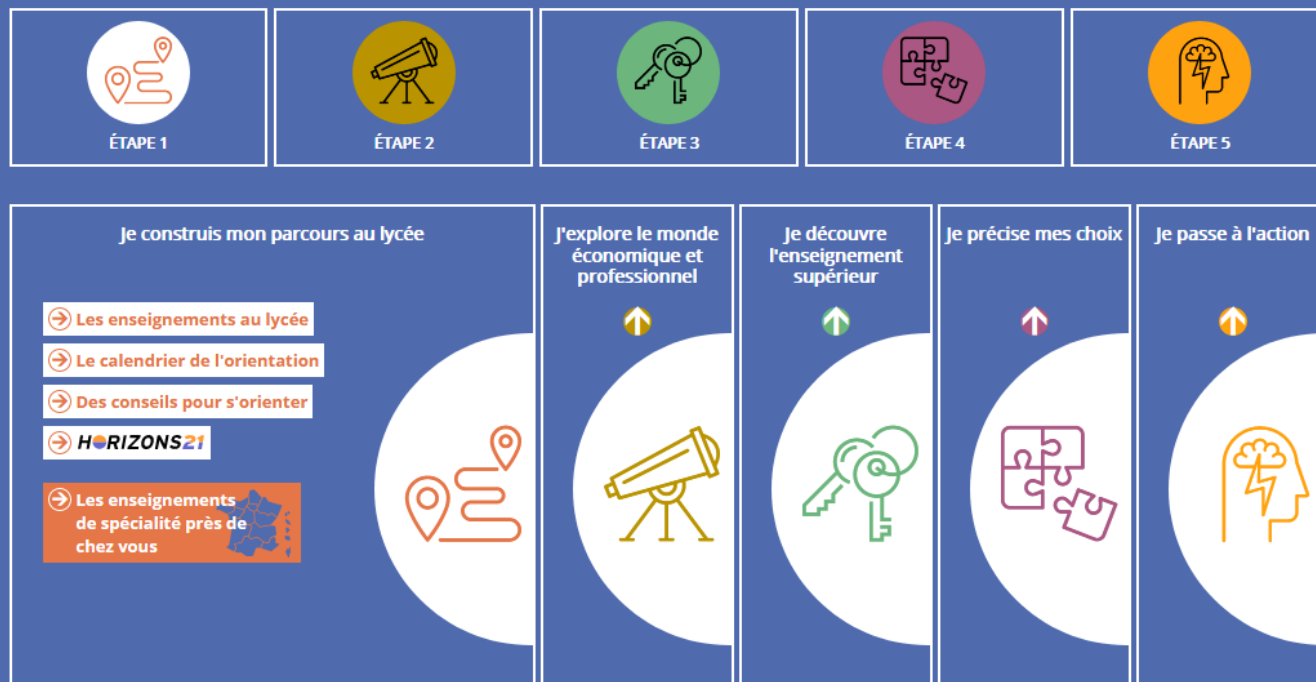 ÉTAPE 1
ÉTAPE 2
ÉTAPE 3
ÉTAPE 4
ÉTAPE 5
Je construis mon parcours au lycée
Les enseignements au lycée
Le calendrier de l'orientation
Des conseils pour s'orienter
HORIZONS21
Les enseignements
de spécialité près de
chez vous
J'explore le monde
économique et
professionnel
Je découvre
l'enseignement
supérieur
Je précise mes choix
Je passe à l'action